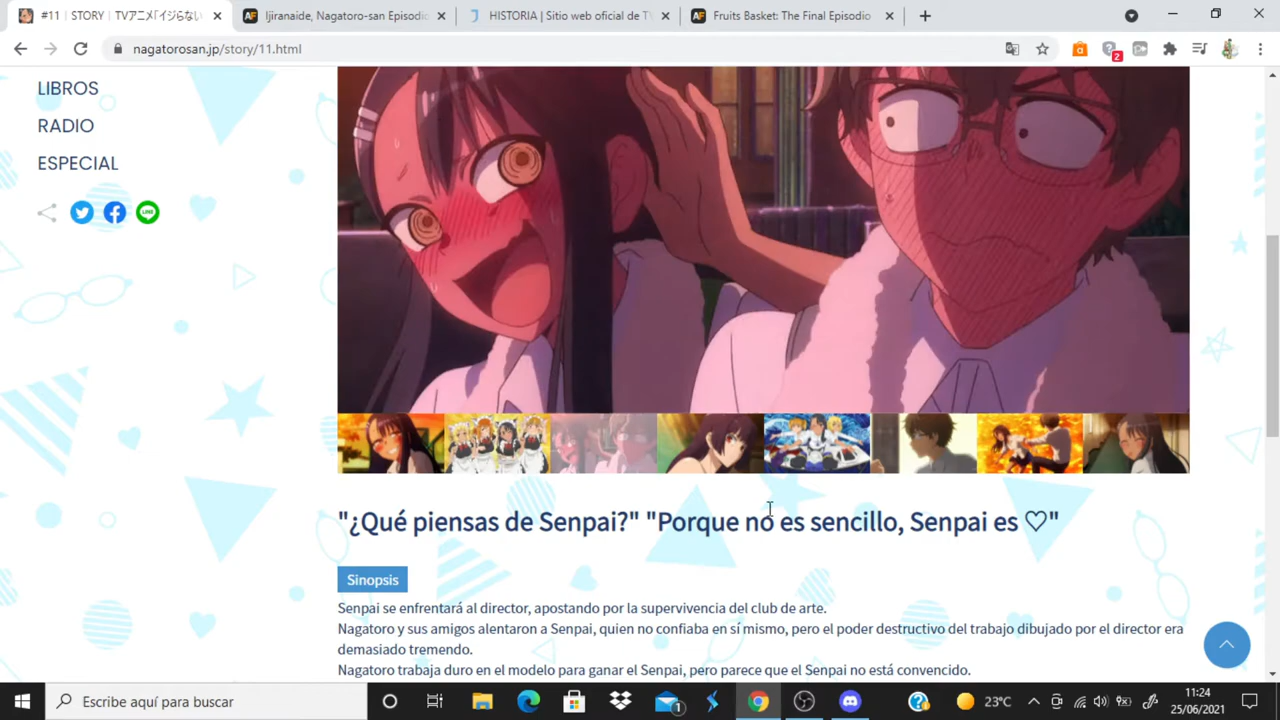 #11 | STORY | TVアニメ「イジらない
Ijiranaide, Nagatoro-san Episodio
HISTORIA | Sitio web oficial de TV
Fruits Basket: The Final Episodio
nagatorosan.jp/story/11.html
2
LIBROS
RADIO
ESPECIAL
LINE
"¿Qué piensas de Senpai?" "Porque no es sencillo, Senpai es ♡"
Sinopsis
Senpai se enfrentará al director, apostando por la supervivencia del club de arte.
Nagatoro y sus amigos alentaron a Senpai, quien no confiaba en sí mismo, pero el poder destructivo del trabajo dibujado por el director era
demasiado tremendo.
Nagatoro trabaja duro en el modelo para ganar el Senpai, pero parece que el Senpai no está convencido.
Escribe aquí para buscar
1
23°C
11:24
25/06/2021